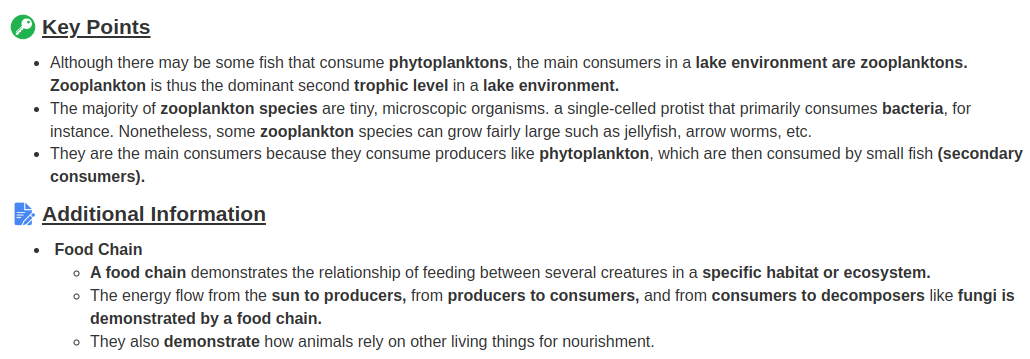 Key Points
• Although there may be some fish that consume phytoplanktons, the main consumers in a lake environment are zooplanktons.
Zooplankton is thus the dominant second trophic level in a lake environment.
• The majority of zooplankton species are tiny, microscopic organisms. a single-celled protist that primarily consumes bacteria, for
instance. Nonetheless, some zooplankton species can grow fairly large such as jellyfish, arrow worms, etc.
• They are the main consumers because they consume producers like phytoplankton, which are then consumed by small fish (secondary
consumers).
Additional Information
• Food Chain
◦ A food chain demonstrates the relationship of feeding between several creatures in a specific habitat or ecosystem.
◦ The energy flow from the sun to producers, from producers to consumers, and from consumers to decomposers like fungi is
demonstrated by a food chain.
◦ They also demonstrate how animals rely on other living things for nourishment.